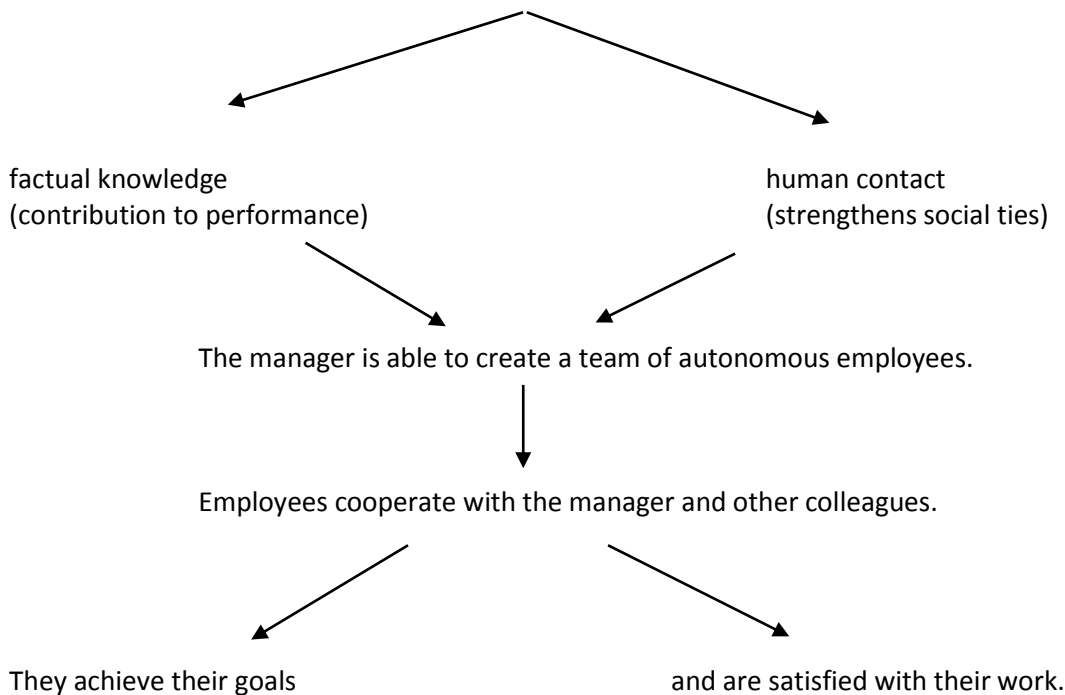 factual knowledge
(contribution to performance)
human contact
(strengthens social ties)
The manager is able to create a team of autonomous employees.
Employees cooperate with the manager and other colleagues.
They achieve their goals
and are satisfied with their work.